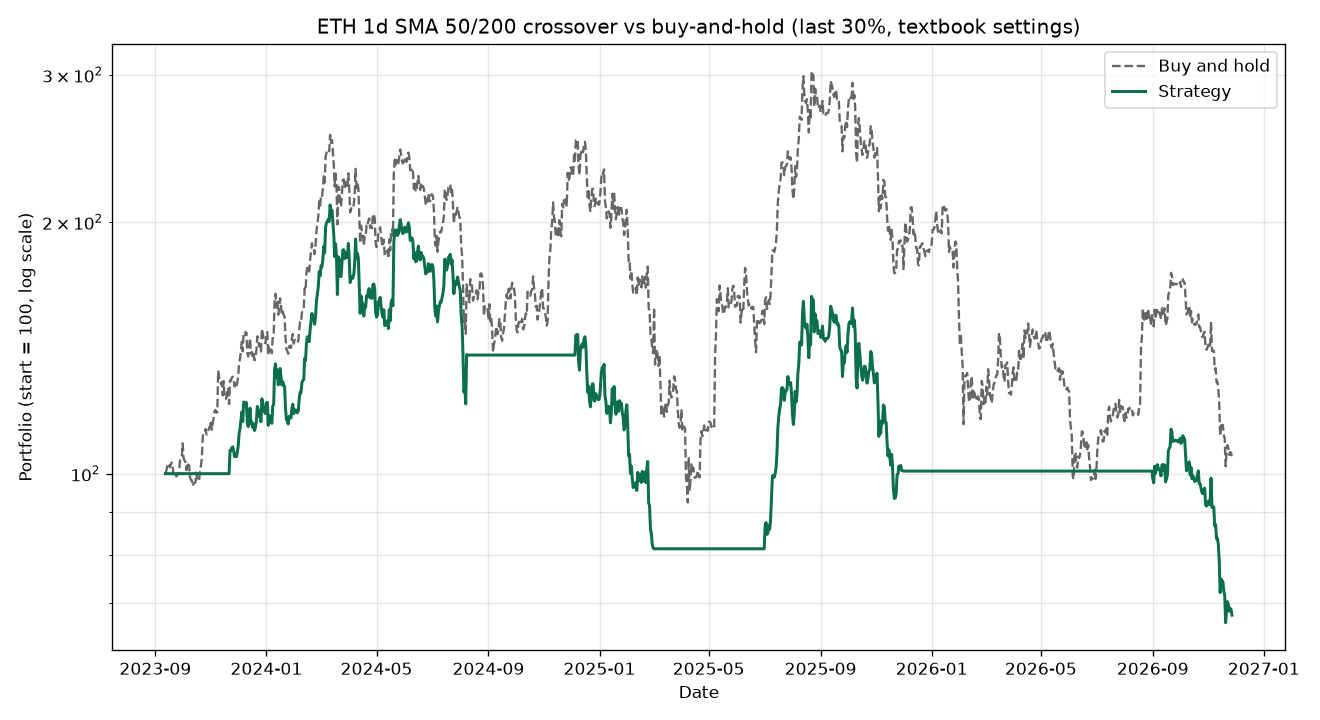 ETH 1d SMA 50/200 crossover vs buy-and-hold (last 30%, textbook settings)
Buy and hold
Strategy
Portfolio (start = 100, log scale)
3 × 10²
2 × 10²
10²
2023-09 2024-01 2024-05 2024-09 2025-01 2025-05 2025-09 2026-01 2026-05 2026-09 2027-01
Date